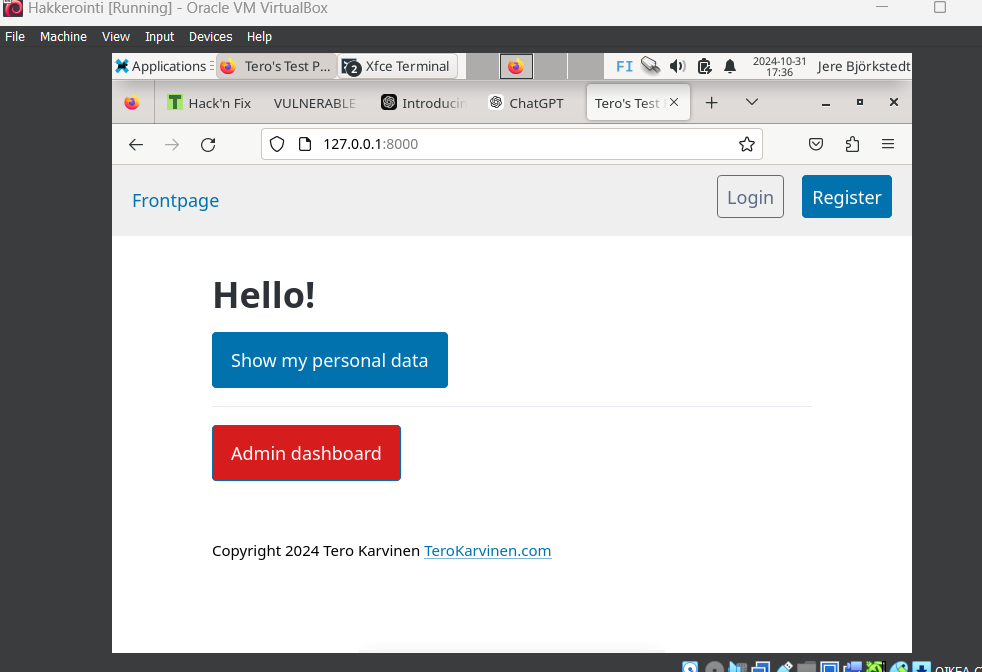 Hakkerointi [Running] - Oracle VM VirtualBox
File Machine View Input Devices Help
Applications Tero's Test P... 2 Xfce Terminal FI 2024-10-31 17:36 Jere Björkstedt
Hack'n Fix VULNERABLE Introducin ChatGPT Tero's Test
127.0.0.1:8000
Frontpage Login Register
Hello!
Show my personal data
Admin dashboard
Copyright 2024 Tero Karvinen TeroKarvinen.com